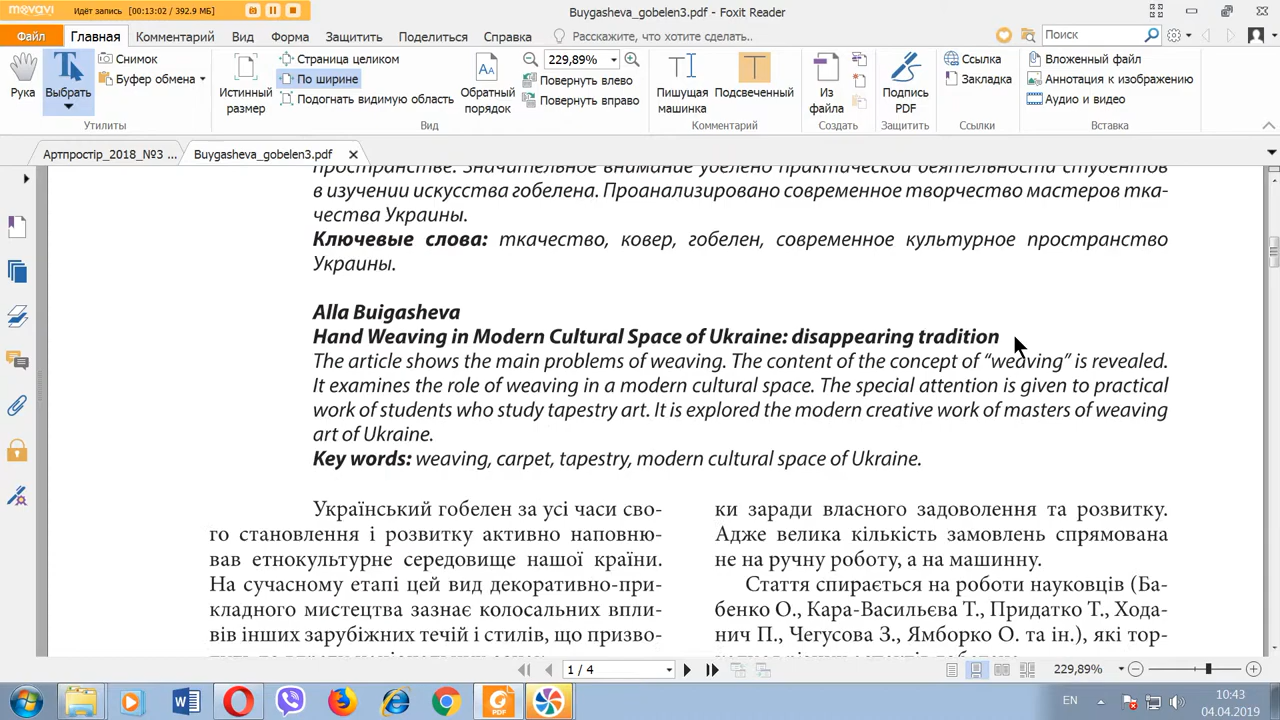 movavi
Идёт запись (00:13:02 / 392.9 МБ)
Buygasheva_gobelen3.pdf - Foxit Reader
Файл Главная Комментарий Вид Форма Защитить Поделиться Справка Расскажите, что хотите сделать.. Поиск
Рука
Выбрать
Снимок
Буфер обмена
Утилиты
Истинный размер
Страница целиком
По ширине
Подогнать видимую область
Обратный порядок
229,89%
Повернуть влево
Повернуть вправо
Вид
Пишущая машинка
Подсвеченный
Комментарий
Из файла
Создать
Подпись PDF
Защитить
Ссылка
Закладка
Ссылки
Вложенный файл
Аннотация к изображению
Аудио и видео
Вставка
Артпростір_2018_№3 ... Buygasheva_gobelen3.pdf
пространстве. Значительное внимание уделено практической деятельности студентов
в изучении искусства гобелена. Проанализировано современное творчество мастеров тка-
чества Украины.
Ключевые слова: ткачество, ковер, гобелен, современное культурное пространство
Украины.
Alla Buigasheva
Hand Weaving in Modern Cultural Space of Ukraine: disappearing tradition
The article shows the main problems of weaving. The content of the concept of “weaving” is revealed.
It examines the role of weaving in a modern cultural space. The special attention is given to practical
work of students who study tapestry art. It is explored the modern creative work of masters of weaving
art of Ukraine.
Key words: weaving, carpet, tapestry, modern cultural space of Ukraine.
Український гобелен за усі часи сво-
го становлення і розвитку активно наповню-
вав етнокультурне середовище нашої країни.
На сучасному етапі цей вид декоративно-при-
кладного мистецтва зазнає колосальних впли-
вів інших зарубіжних течій і стилів, що призво-
ки заради власного задоволення та розвитку.
Адже велика кількість замовлень спрямована
не на ручну роботу, а на машинну.
Стаття спирається на роботи науковців (Ба-
бенко О., Кара-Васильєва Т., Придатко Т., Хода-
нич П., Чегусова З., Ямборко О. та ін.), які тор-
1 / 4
229,89%
EN
10:43
04.04.2019